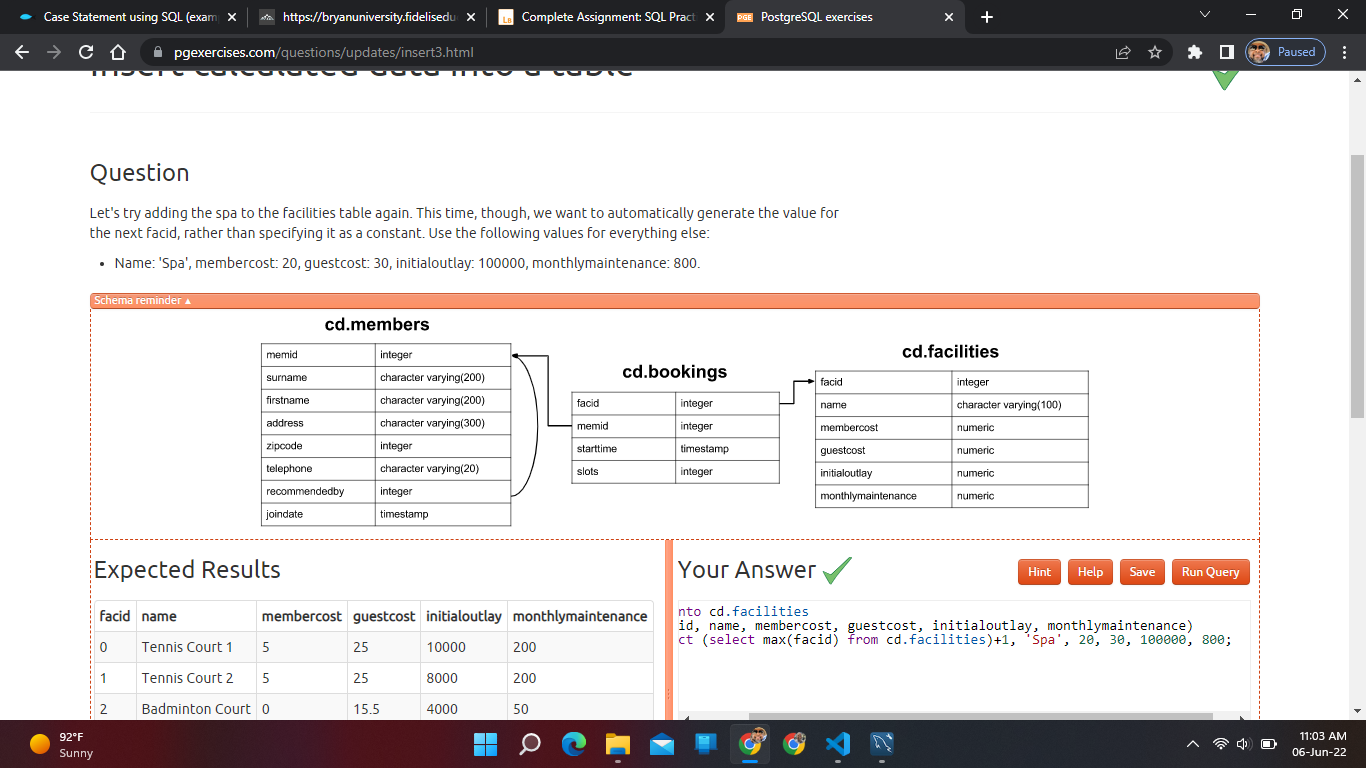 Case Statement using SQL (exam
https://bryanuniversity.fidelisedu
Complete Assignment: SQL Pract
PostgreSQL exercises
pgexercises.com/questions/updates/insert3.html
Paused
Insert calculated data into a table
Question
Let's try adding the spa to the facilities table again. This time, though, we want to automatically generate the value for
the next facid, rather than specifying it as a constant. Use the following values for everything else:
• Name: 'Spa', membercost: 20, guestcost: 30, initialoutlay: 100000, monthlymaintenance: 800.
Schema reminder ▲
cd.members
memid integer
surname character varying(200)
firstname character varying(200)
address character varying(300)
zipcode integer
telephone character varying(20)
recommendedby integer
joindate timestamp
cd.bookings
facid integer
memid integer
starttime timestamp
slots integer
cd.facilities
facid integer
name character varying(100)
membercost numeric
guestcost numeric
initialoutlay numeric
monthlymaintenance numeric
Expected Results
facid name membercost guestcost initialoutlay monthlymaintenance
0 Tennis Court 1 5 25 10000 200
1 Tennis Court 2 5 25 8000 200
2 Badminton Court 0 15.5 4000 50
Your Answer
Hint Help Save Run Query
nto cd.facilities
id, name, membercost, guestcost, initialoutlay, monthlymaintenance)
ct (select max(facid) from cd.facilities)+1, 'Spa', 20, 30, 100000, 800;
92°F
Sunny
11:03 AM
06-Jun-22